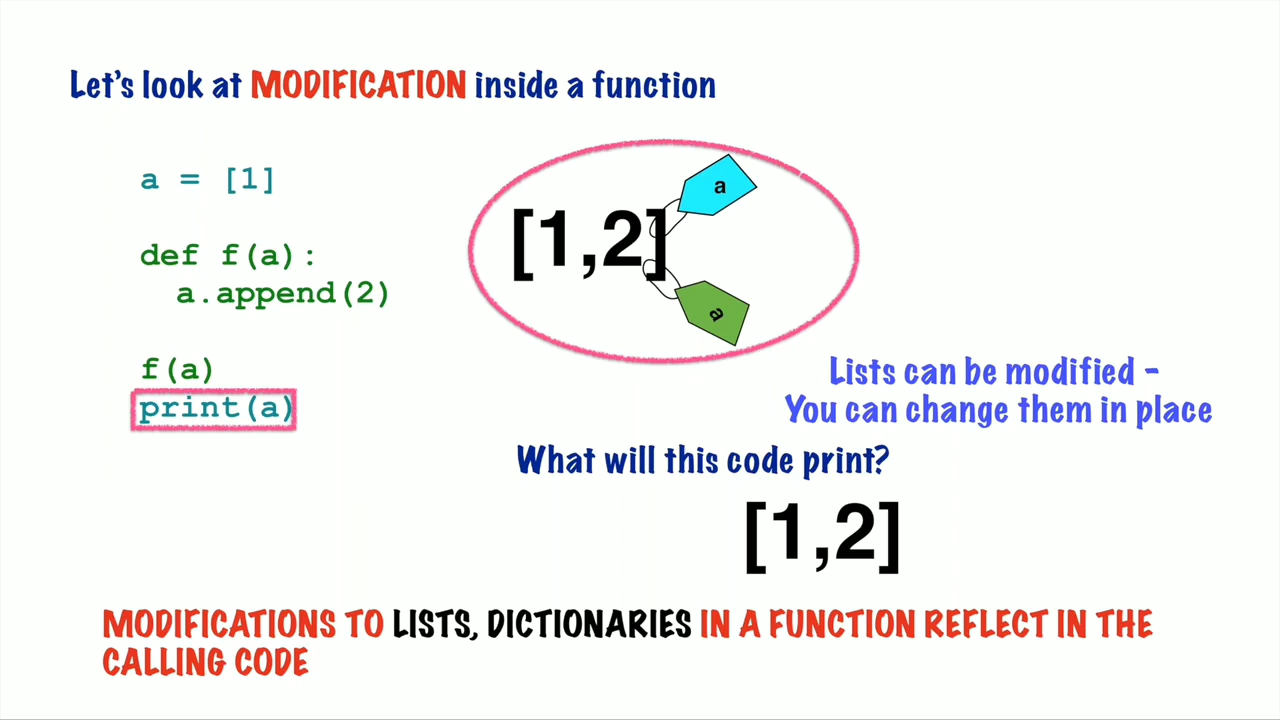 Let's look at MODIFICATION inside a function
a = [1]
def f(a):
a.append(2)
f(a)
print(a)
[1,2]
a
a
Lists can be modified -
You can change them in place
What will this code print?
[1,2]
MODIFICATIONS TO LISTS, DICTIONARIES IN A FUNCTION REFLECT IN THE
CALLING CODE